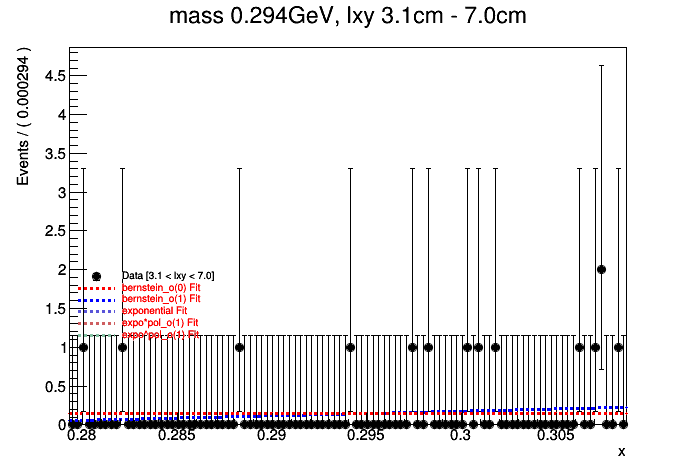 mass 0.294GeV, lxy 3.1cm - 7.0cm
Events / ( 0.000294 )
4.5
4
3.5
3
2.5
2
1.5
1
0.5
0
Data [3.1 < lxy < 7.0]
bernstein_o(0) Fit
bernstein_o(1) Fit
exponential Fit
expo*pol_o(1) Fit
expo*pol_o(1) Fit
0.28 0.285 0.29 0.295 0.3 0.305
x